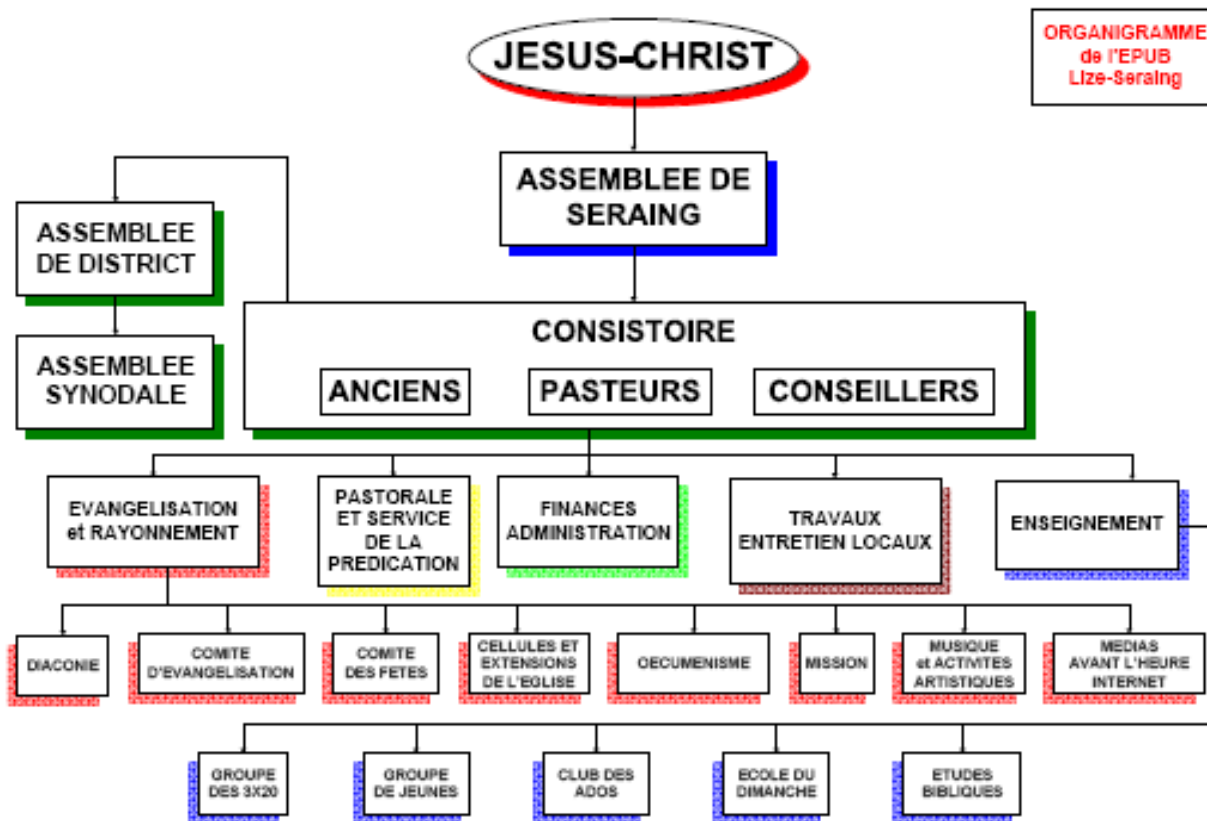 JESUS-CHRIST
ORGANIGRAMME
de l'EPUB
Lize-Seraing
ASSEMBLEE DE
SERAING
ASSEMBLEE
DE DISTRICT
ASSEMBLEE
SYNODALE
CONSISTOIRE
ANCIENS
PASTEURS
CONSEILLERS
EVANGELISATION
et RAYONNEMENT
PASTORALE
ET SERVICE
DE LA
PREDICATION
FINANCES
ADMINISTRATION
TRAVAUX
ENTRETIEN LOCAUX
ENSEIGNEMENT
DIACONIE
COMITE
D'EVANGELISATION
COMITE
DES FETES
CELLULES ET
EXTENSIONS
DE L'EGLISE
OECUMENISME
MISSION
MUSIQUE
et ACTIVITES
ARTISTIQUES
MEDIAS
AVANT L'HEURE
INTERNET
GROUPE
DES 3X20
GROUPE
DE JEUNES
CLUB DES
ADOS
ECOLE DU
DIMANCHE
ETUDES
BIBLIQUES